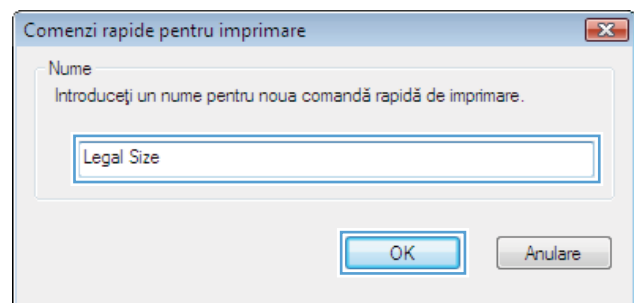 Comenzi rapide pentru imprimare
Nume
Introduceţi un nume pentru noua comandă rapidă de imprimare.
Legal Size
OK
Anulare